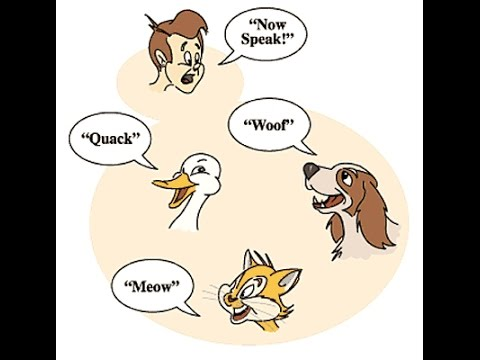 “Now
Speak!”
“Quack”
“Woof”
“Meow”